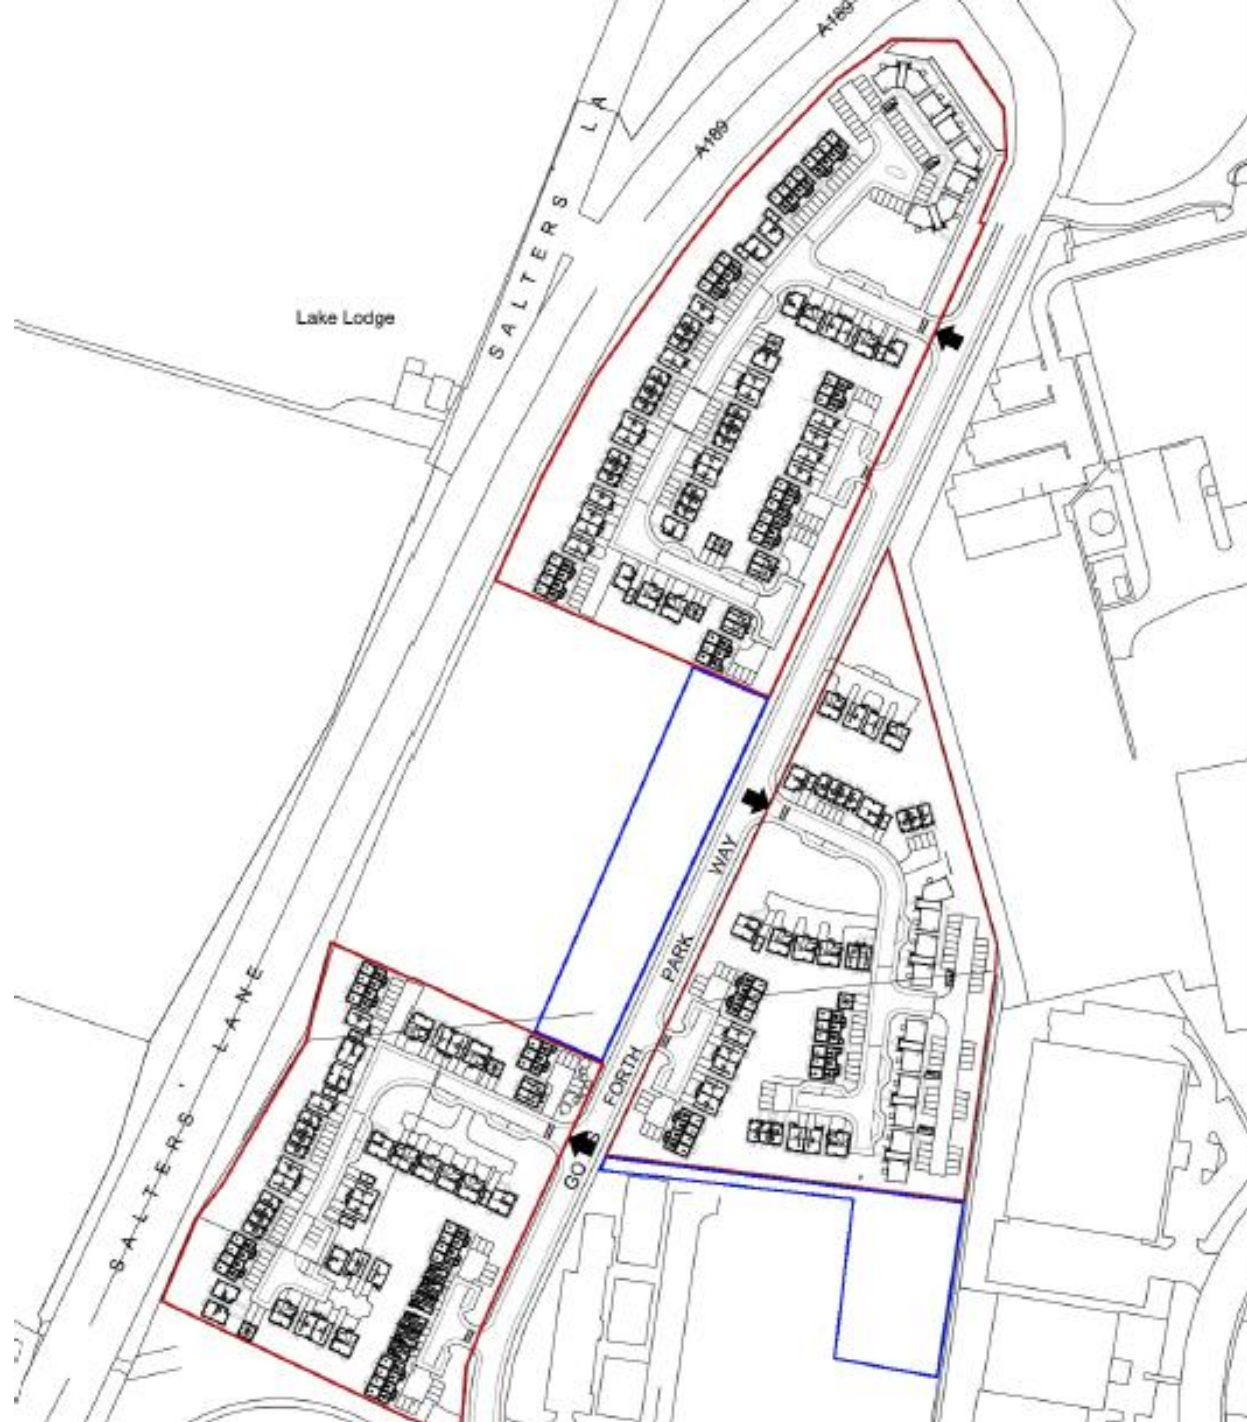 A189
A189
SALTERS LA
Lake Lodge
SALTERS' LANE
GO FORTH PARK WAY